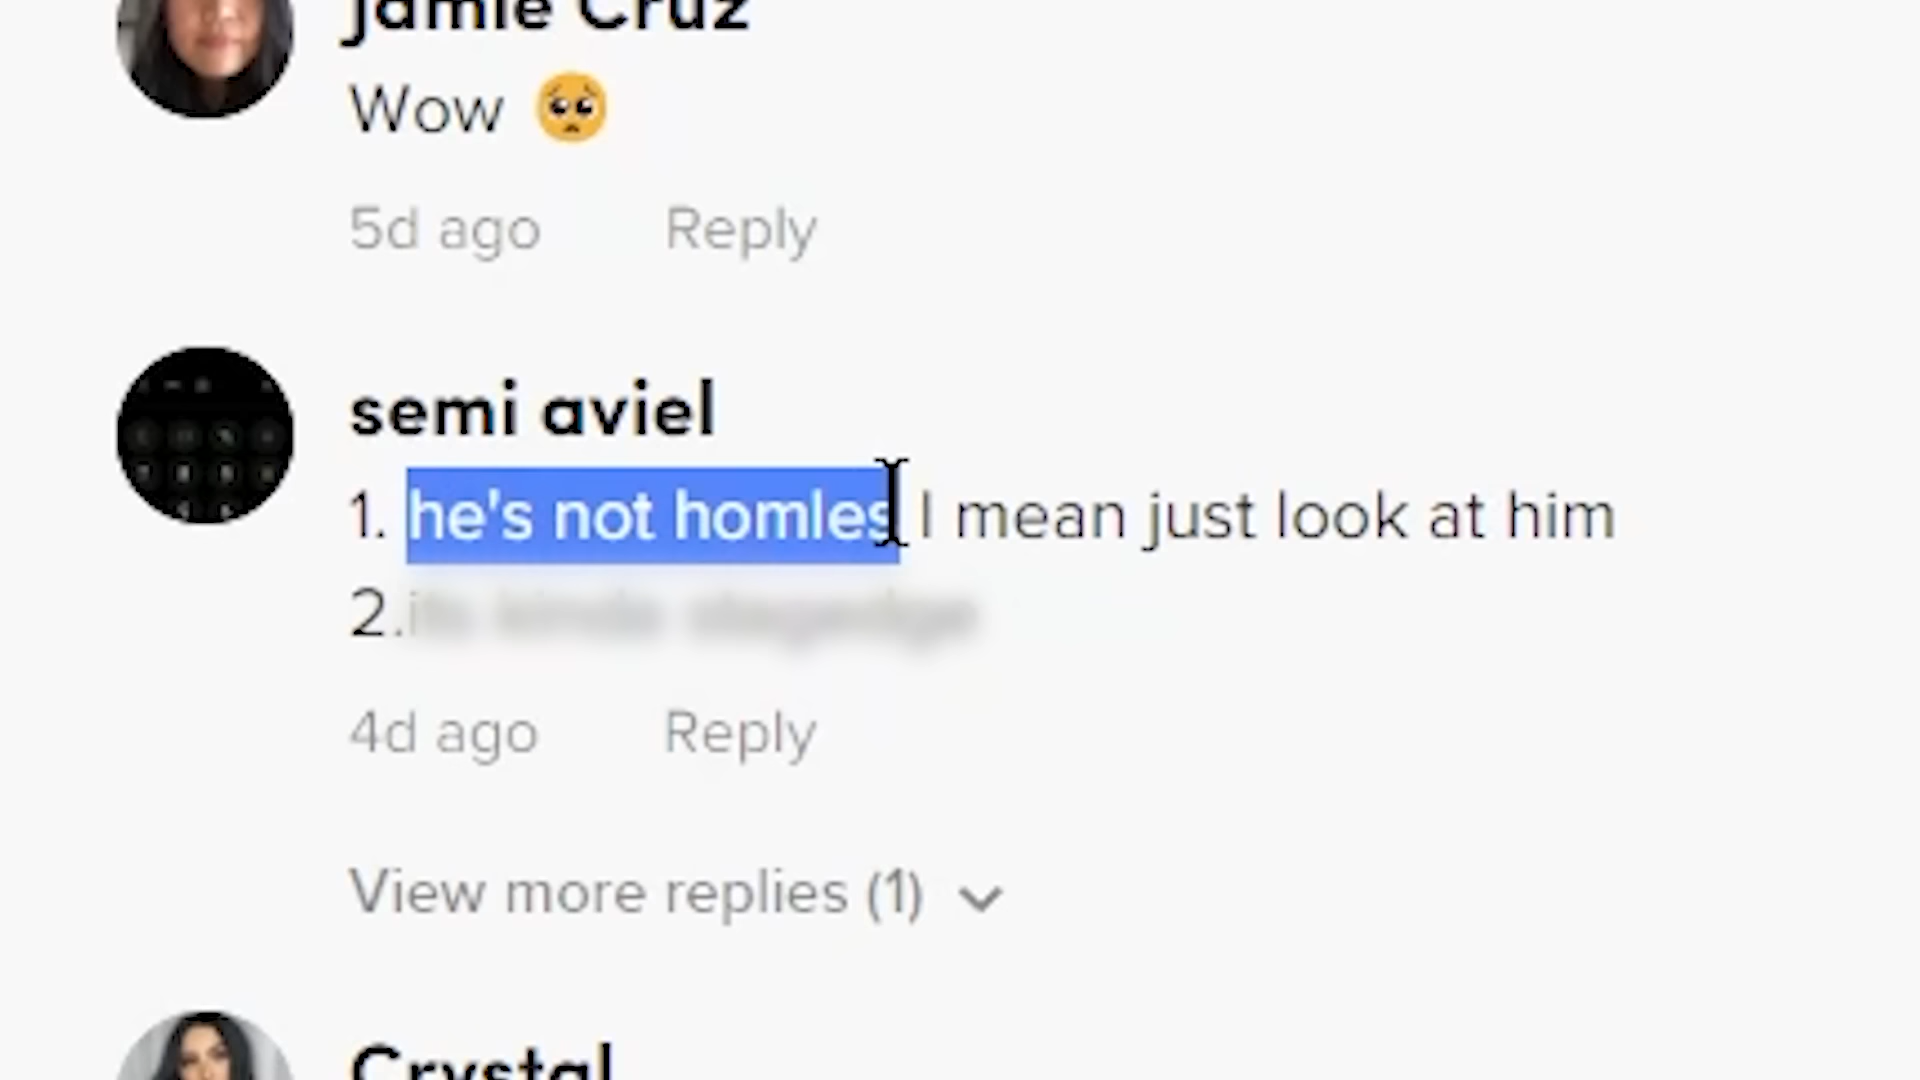 Jamie Cruz
Wow 🥺
5d ago Reply
semi aviel
1. he's not homles I mean just look at him
2.
4d ago Reply
View more replies (1)
Crystal